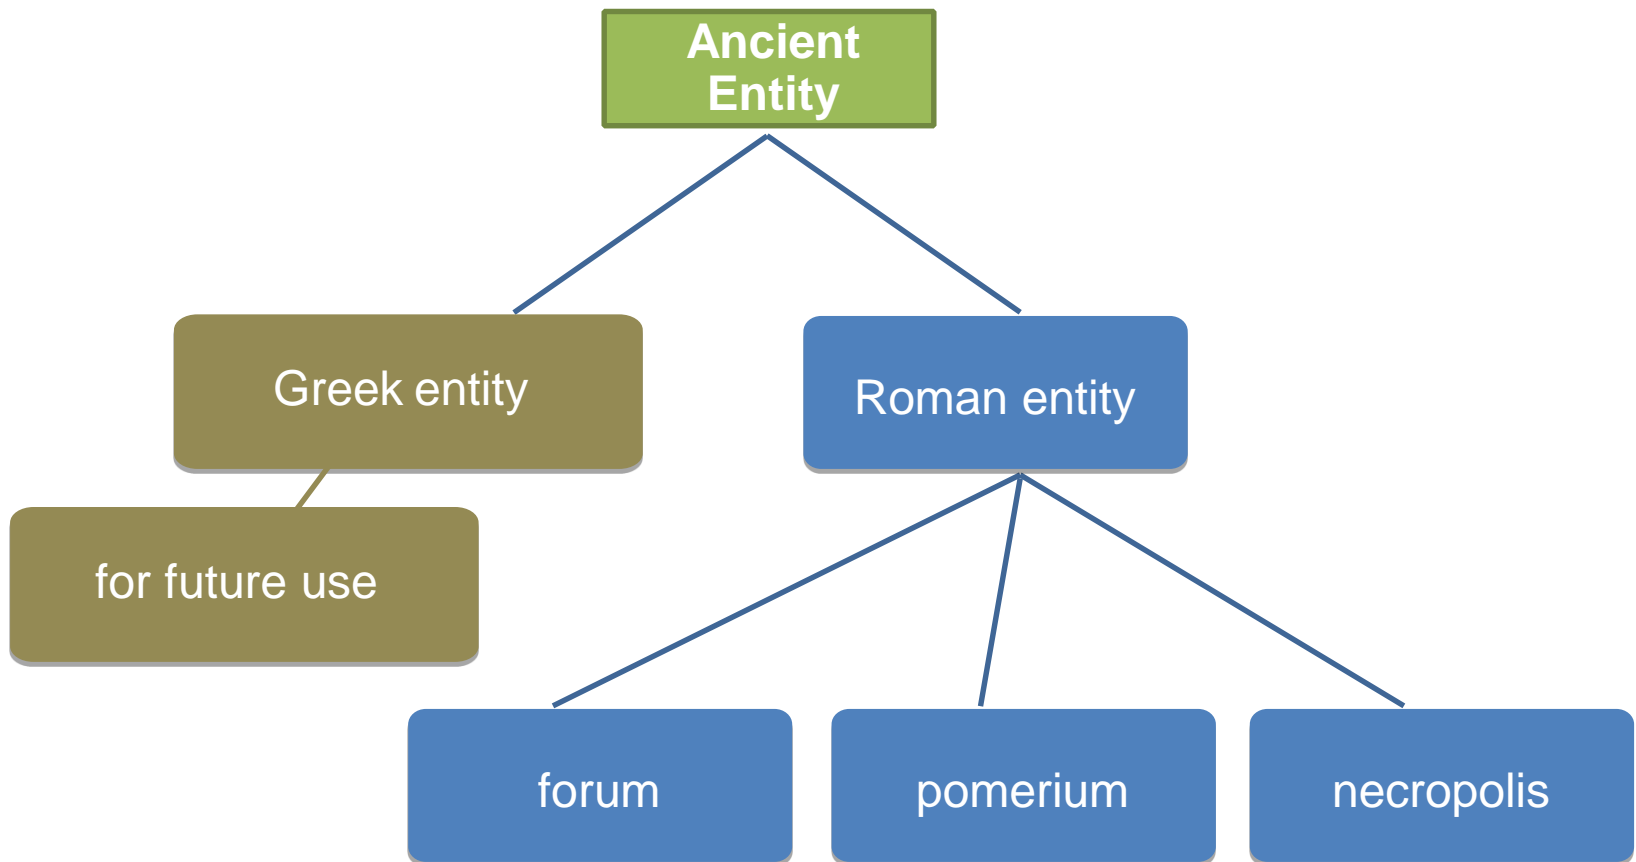 Ancient
Entity
Greek entity
Roman entity
for future use
forum
pomerium
necropolis